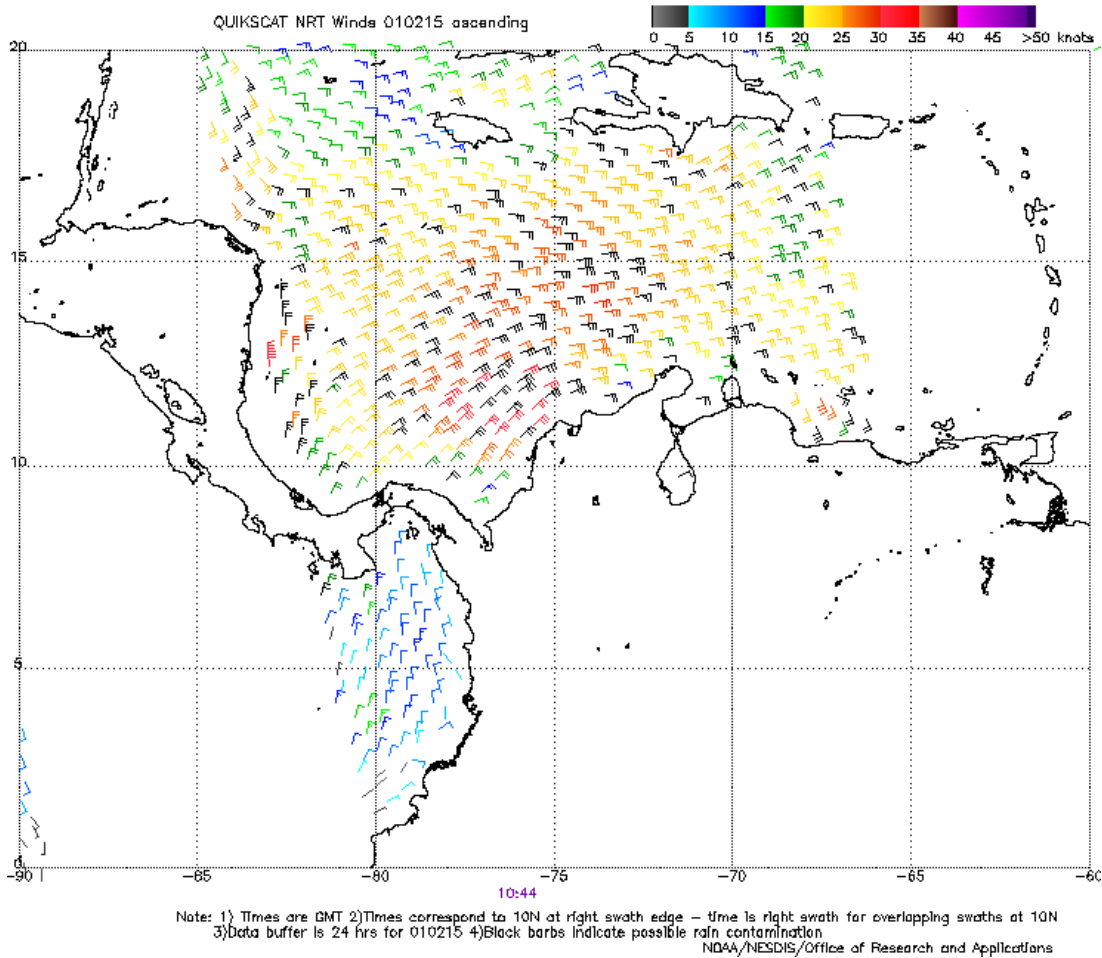 QUIKSCAT NRT Winds 010215 ascending
0 5 10 15 20 25 30 35 40 45 >50 knots
20
15
10
5
0
-90 -85 -80 -75 -70 -65 -60
10:44
Note: 1) Times are GMT 2)Times correspond to 10N at right swath edge - time is right swath for overlapping swaths at 10N
3)Data buffer is 24 hrs for 010215 4)Black barbs indicate possible rain contamination
NOAA/NESDIS/Office of Research and Applications